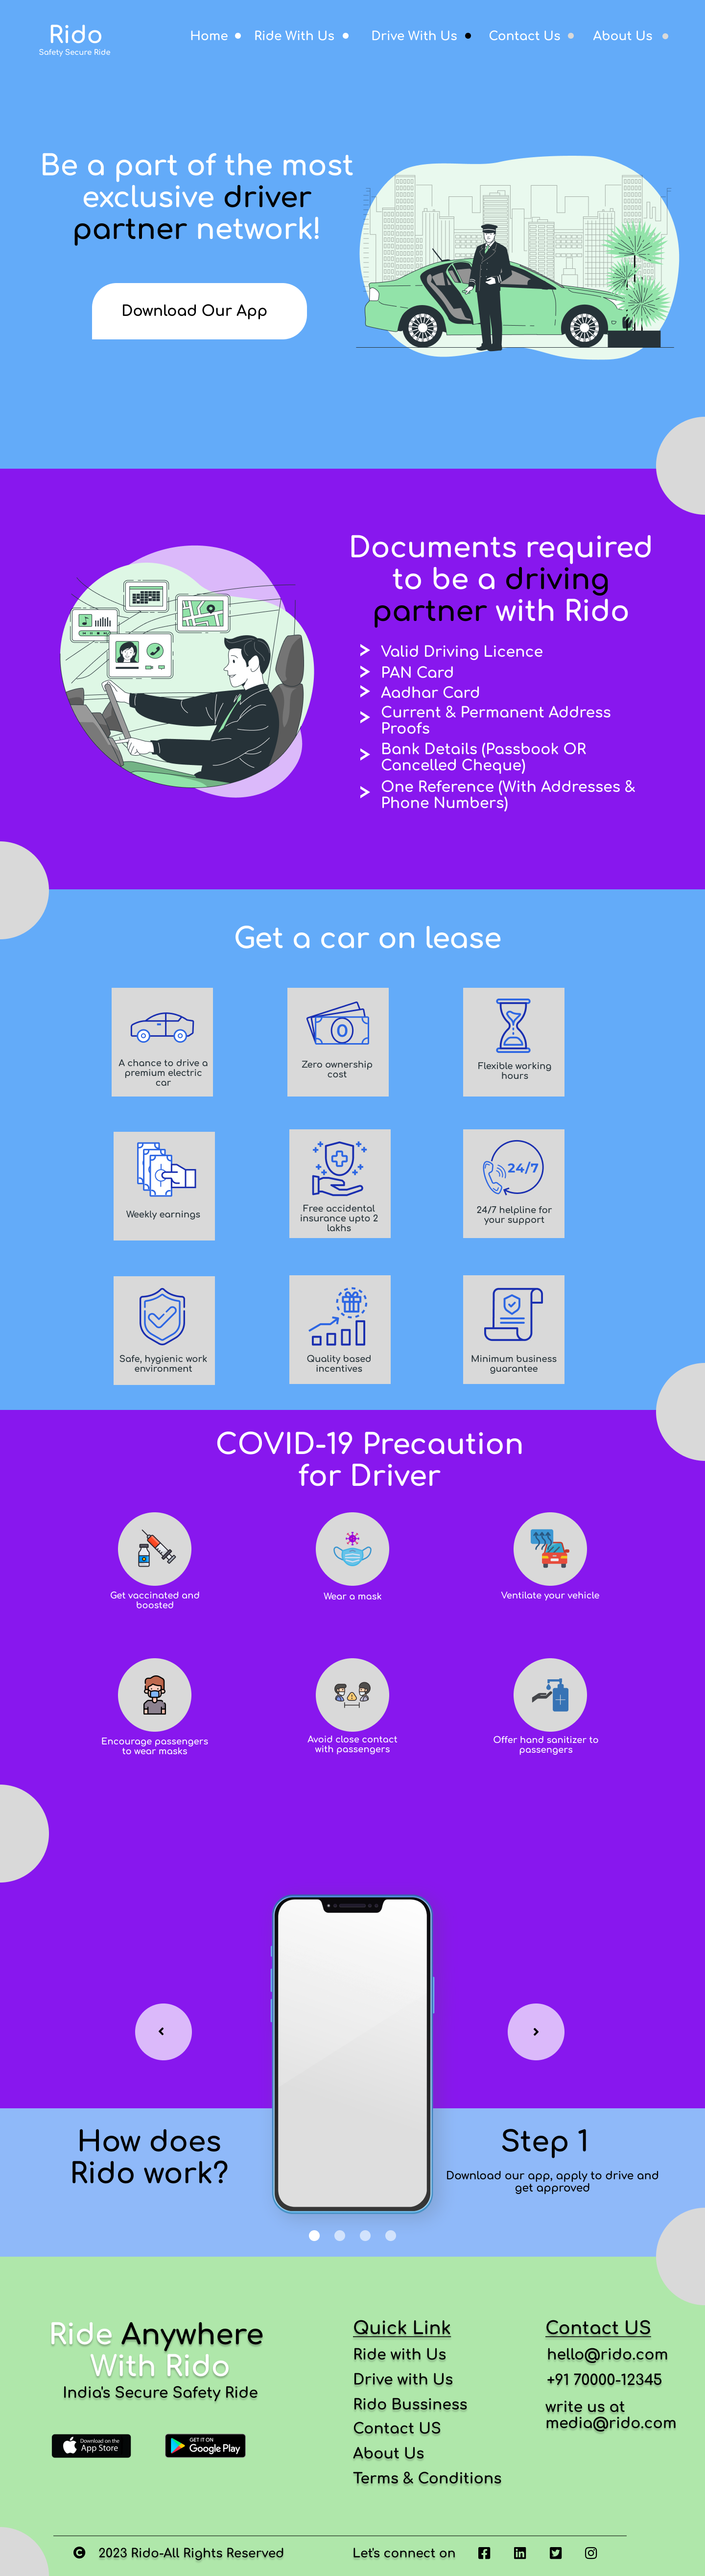 Rido
Safety Secure Ride
Home
Ride With Us
Drive With Us
Contact Us
About Us
Be a part of the most
exclusive driver
partner network!
Download Our App
Documents required
to be a driving
partner with Rido
> Valid Driving Licence
> PAN Card
> Aadhar Card
> Current & Permanent Address
Proofs
> Bank Details (Passbook OR
Cancelled Cheque)
> One Reference (With Addresses &
Phone Numbers)
Get a car on lease
A chance to drive a
premium electric
car
Zero ownership
cost
Flexible working
hours
Weekly earnings
Free accidental
insurance upto 2
lakhs
24/7
24/7 helpline for
your support
Safe, hygienic work
environment
Quality based
incentives
Minimum business
guarantee
COVID-19 Precaution
for Driver
Get vaccinated and
boosted
Wear a mask
Ventilate your vehicle
Encourage passengers
to wear masks
Avoid close contact
with passengers
Offer hand sanitizer to
passengers
How does
Rido work?
Step 1
Download our app, apply to drive and
get approved
Ride Anywhere
With Rido
India's Secure Safety Ride
Download on the
App Store
GET IT ON
Google Play
Quick Link
Ride with Us
Drive with Us
Rido Bussiness
Contact US
About Us
Terms & Conditions
Contact US
hello@rido.com
+91 70000-12345
write us at
media@rido.com
© 2023 Rido-All Rights Reserved
Let's connect on